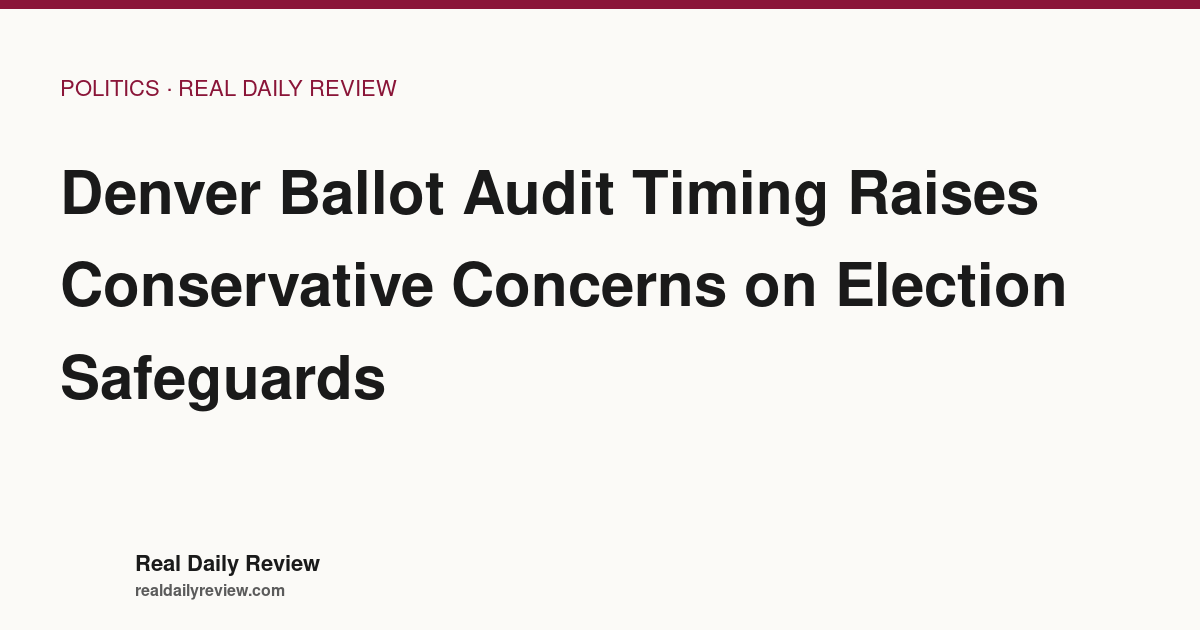 POLITICS · REAL DAILY REVIEW
Denver Ballot Audit Timing Raises
Conservative Concerns on Election
Safeguards
Real Daily Review
realdailyreview.com